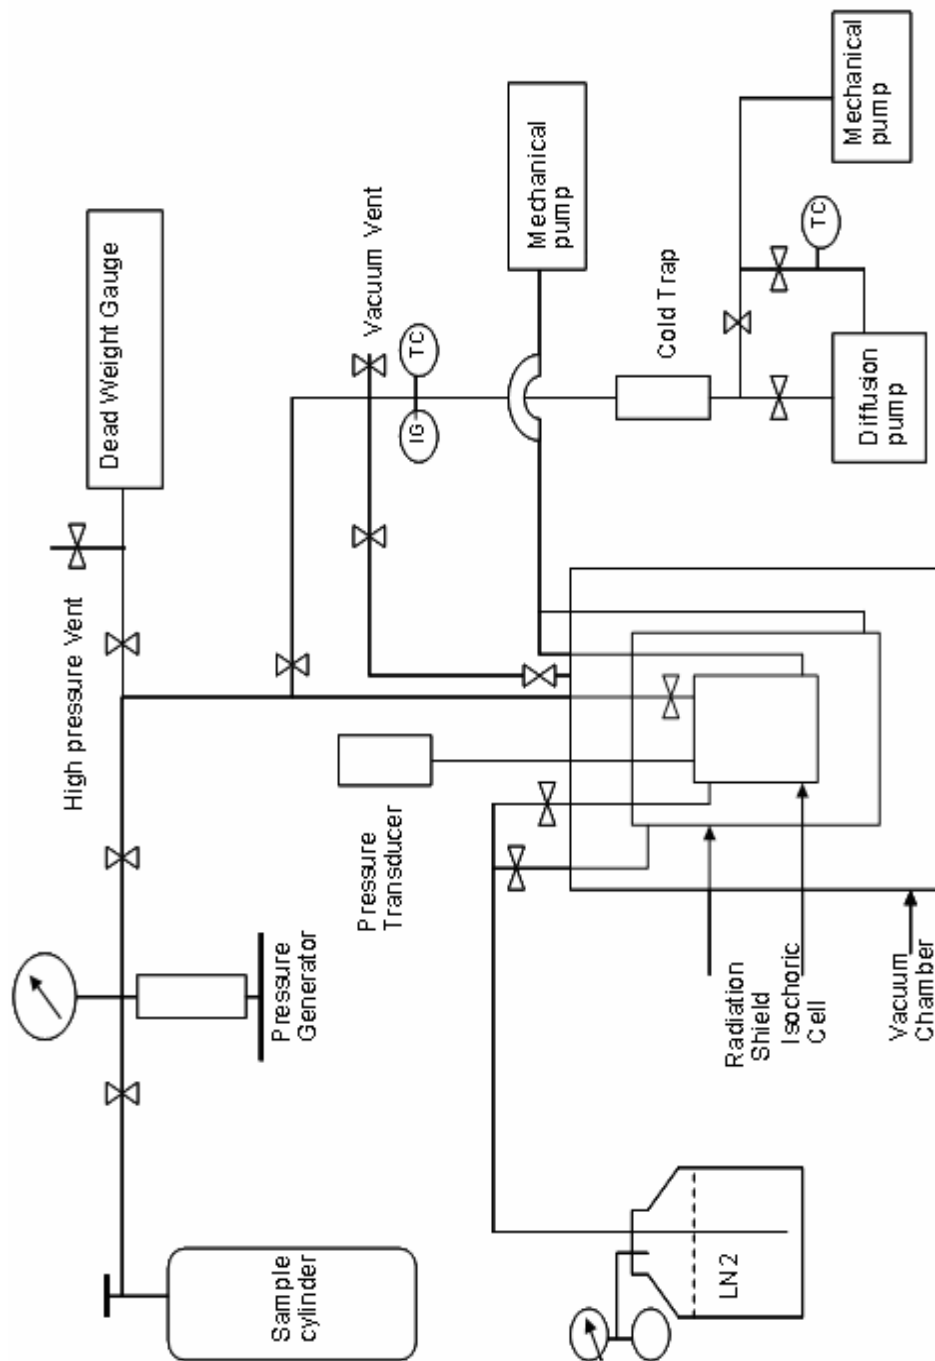 Dead Weight Gauge
High pressure Vent
Mechanical
pump
Mechanical
pump
Vacuum Vent
TC
IG
TC
Cold Trap
Diffusion
pump
Pressure
Transducer
Pressure
Generator
Radiation
Shield
Isochoric
Cell
Vacuum
Chamber
Sample
cylinder
LN2